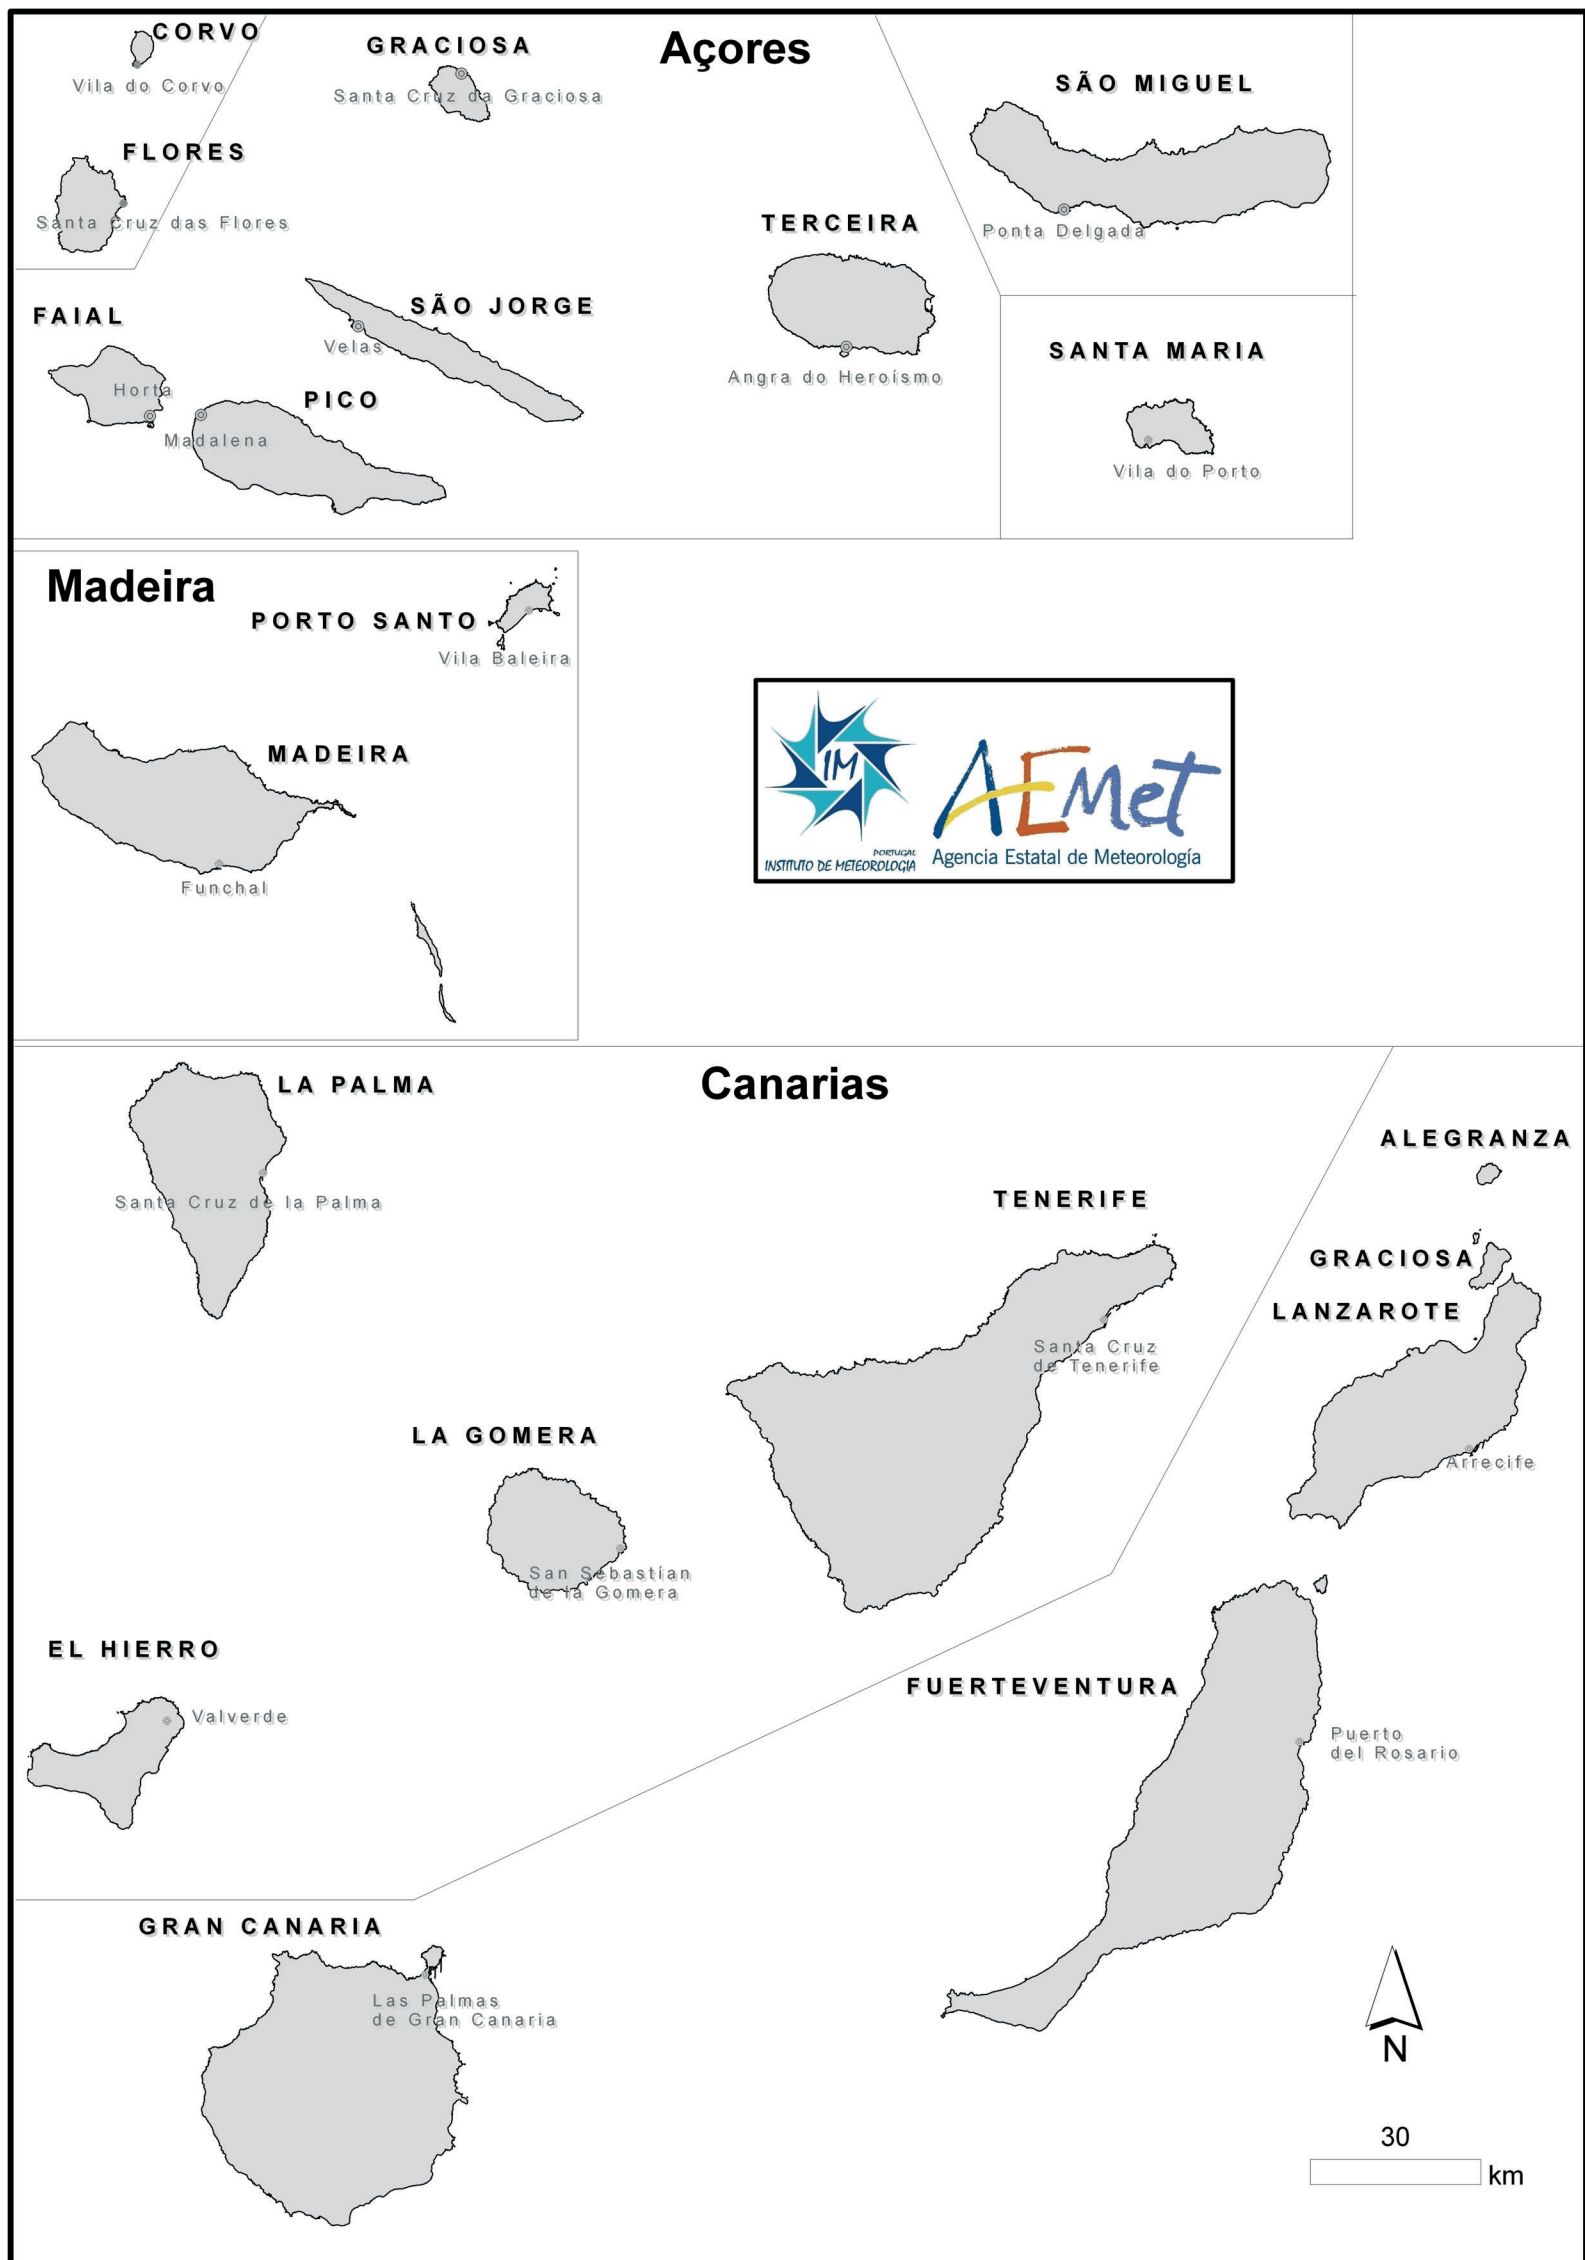 Açores
CORVO
Vila do Corvo
GRACIOSA
Santa Cruz da Graciosa
SÃO MIGUEL
Ponta Delgada
FLORES
Santa Cruz das Flores
TERCEIRA
Angra do Heroísmo
FAIAL
Horta
SÃO JORGE
Velas
PICO
Madalena
SANTA MARIA
Vila do Porto
Madeira
PORTO SANTO
Vila Baleira
MADEIRA
Funchal
IM
PORTUGAL
INSTITUTO DE METEOROLOGIA
AEMet
Agencia Estatal de Meteorología
Canarias
LA PALMA
Santa Cruz de la Palma
ALEGRANZA
TENERIFE
Santa Cruz
de Tenerife
GRACIOSA
LANZAROTE
Arrecife
LA GOMERA
San Sebastían
de la Gomera
EL HIERRO
Valverde
FUERTEVENTURA
Puerto
del Rosario
GRAN CANARIA
Las Palmas
de Gran Canaria
N
30
km